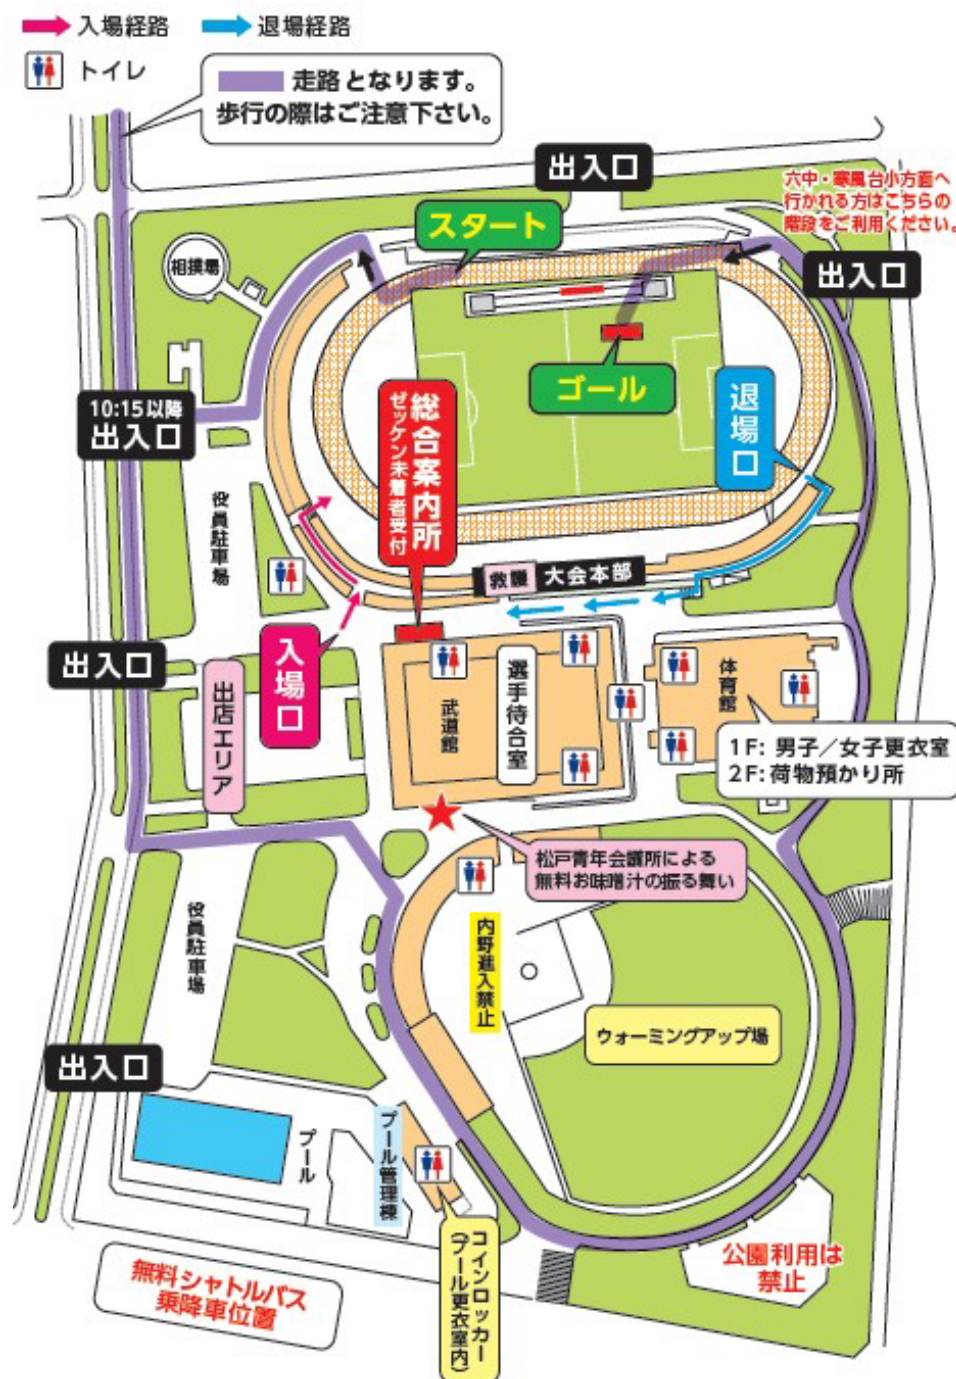 入場経路
退場経路
トイレ
走路となります。
歩行の際はご注意下さい。
出入口
六中・寒風台小方面へ
行かれる方はこちらの
階段をご利用ください。
スタート
相撲場
出入口
ゴール
退場口
10:15以降
出入口
総合案内所
ゼッケン未着者受付
役員駐車場
救護
大会本部
入場口
出入口
出店エリア
武道館
選手待合室
体育館
1F: 男子／女子更衣室
2F: 荷物預かり所
松戸青年会議所による
無料お味噌汁の振る舞い
役員駐車場
内野進入禁止
ウォーミングアップ場
出入口
プール
プール管理棟
コインロッカー
(プール更衣室内)
公園利用は
禁止
無料シャトルバス
乗降車位置